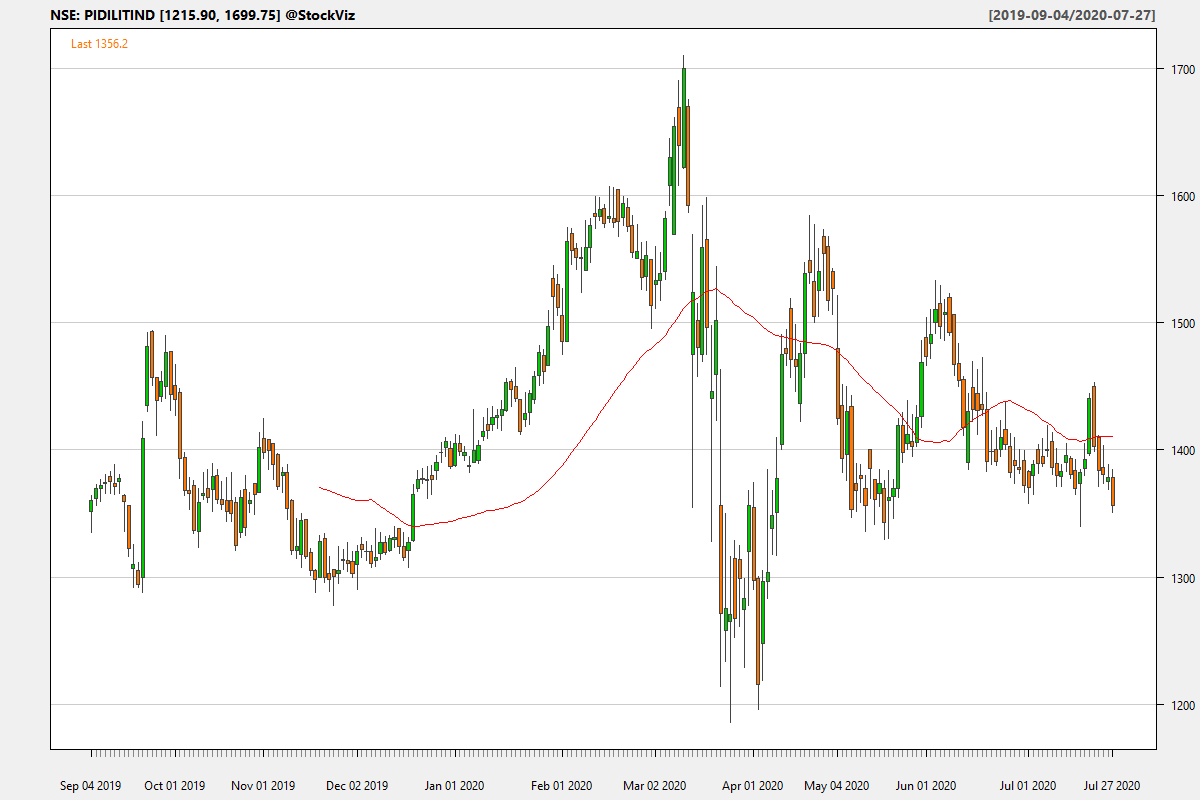 NSE: PIDILITIND [1215.90, 1699.75] @StockViz
[2019-09-04/2020-07-27]
Last 1356.2
1700
1600
1500
1400
1300
1200
Sep 04 2019
Oct 01 2019
Nov 01 2019
Dec 02 2019
Jan 01 2020
Feb 01 2020
Mar 02 2020
Apr 01 2020
May 04 2020
Jun 01 2020
Jul 01 2020
Jul 27 2020